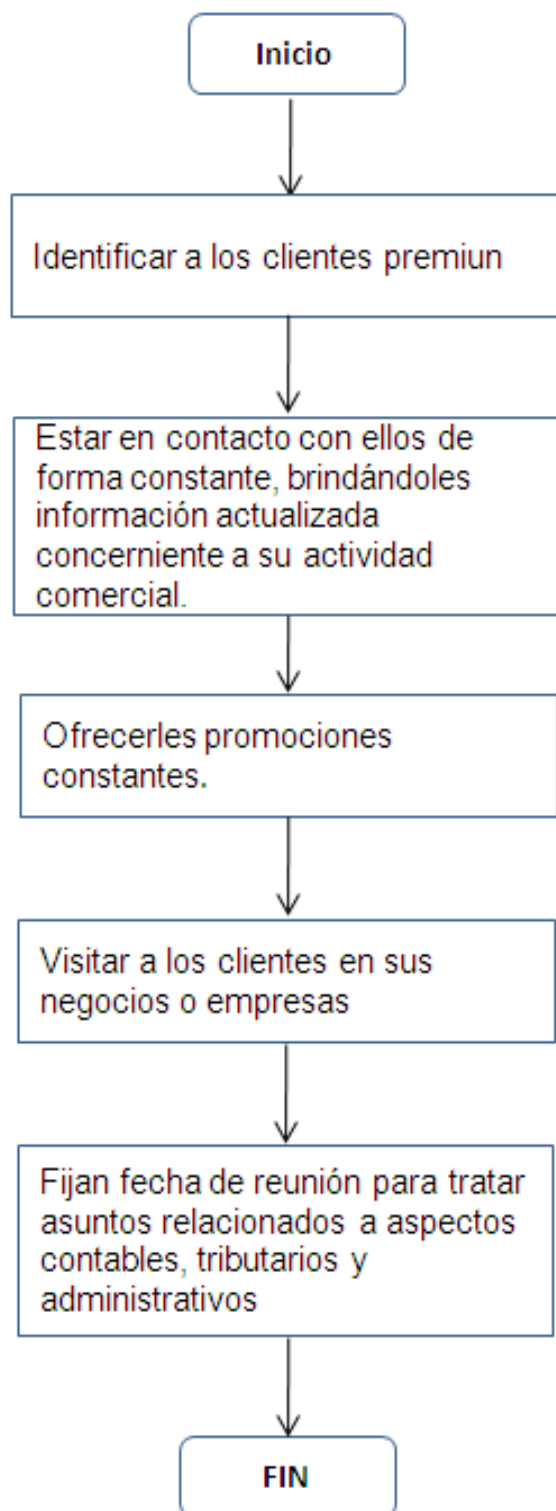 Inicio
Identificar a los clientes premiun
Estar en contacto con ellos de
forma constante, brindándoles
información actualizada
concerniente a su actividad
comercial.
Ofrecerles promociones
constantes.
Visitar a los clientes en sus
negocios o empresas
Fijan fecha de reunión para tratar
asuntos relacionados a aspectos
contables, tributarios y
administrativos
FIN